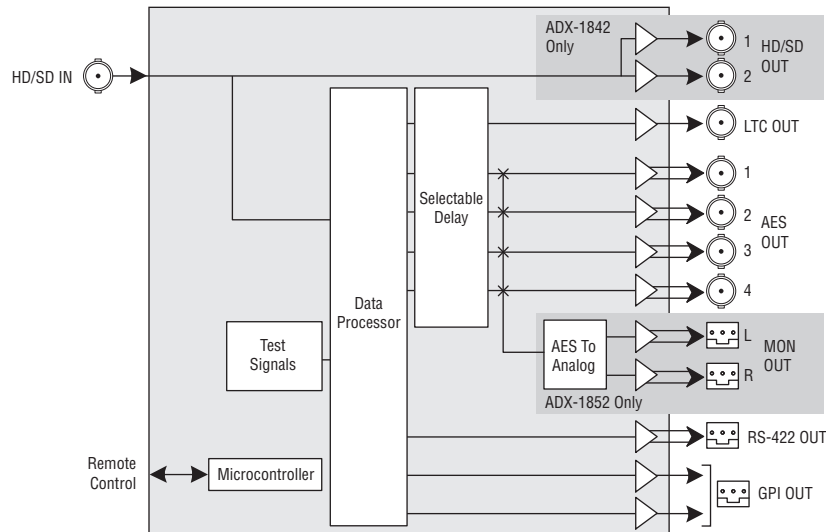 ADX-1842
Only
1
HD/SD
OUT
2
HD/SD IN
LTC OUT
1
2
AES
OUT
3
4
Selectable
Delay
Data
Processor
Test
Signals
AES To
Analog
L
MON
OUT
R
ADX-1852 Only
RS-422 OUT
Remote
Control
Microcontroller
GPI OUT